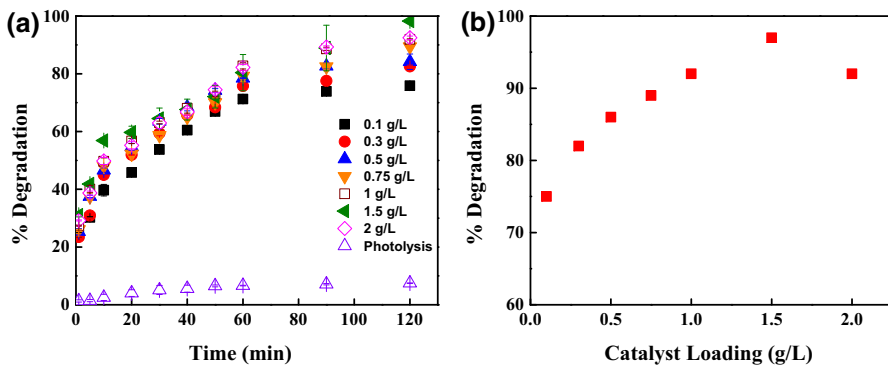 (a)
% Degradation
100
80
60
40
20
0
0 20 40 60 80 100 120
Time (min)
0.1 g/L
0.3 g/L
0.5 g/L
0.75 g/L
1 g/L
1.5 g/L
2 g/L
Photolysis
(b)
% Degradation
100
90
80
70
60
0.0 0.5 1.0 1.5 2.0
Catalyst Loading (g/L)